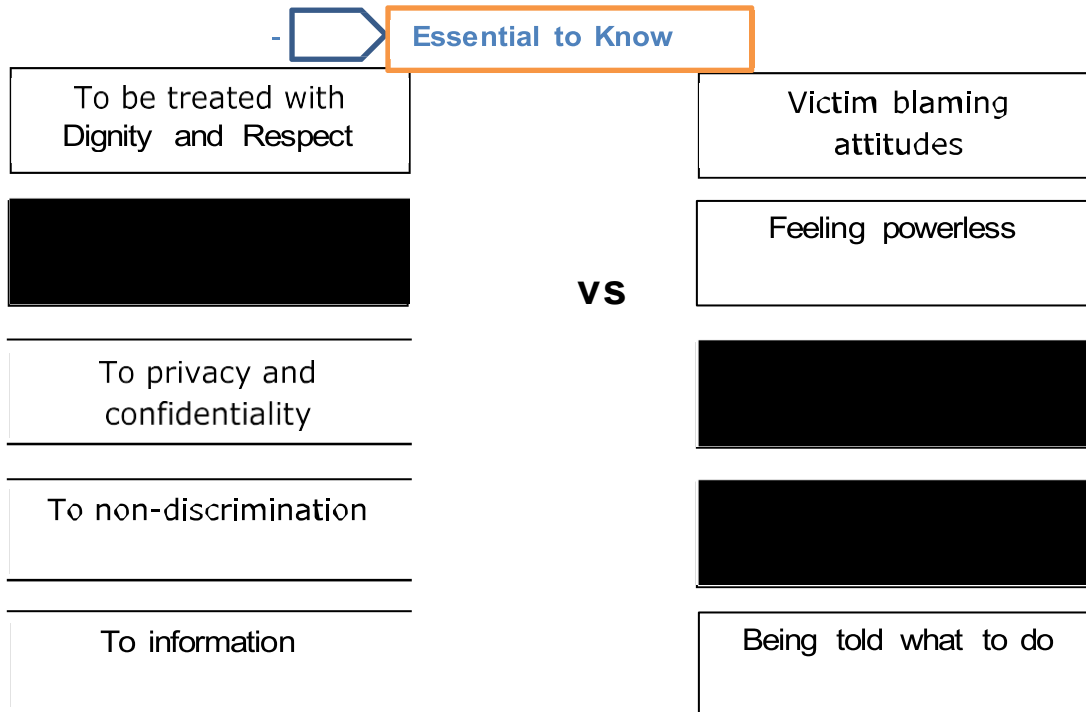 - Essential to Know
To be treated with
Dignity and Respect
Victim blaming
attitudes
Feeling powerless
vs
To privacy and
confidentiality
To non-discrimination
To information
Being told what to do